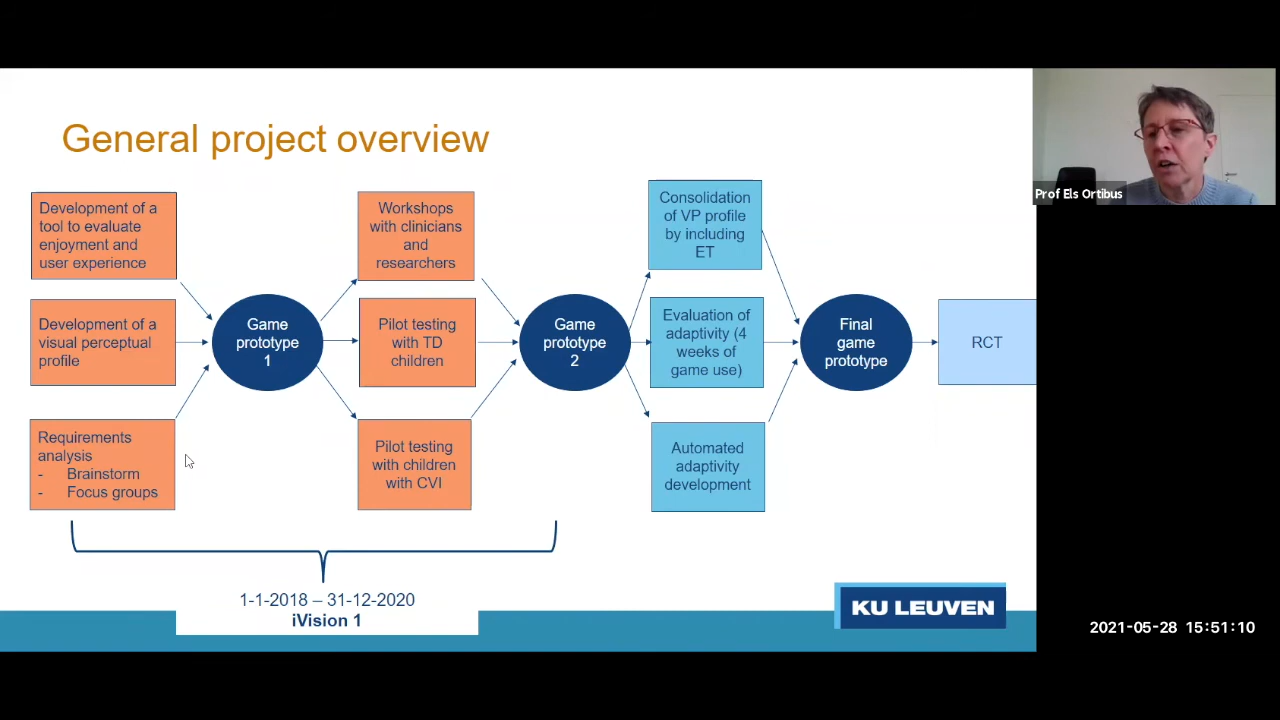 General project overview
Development of a
tool to evaluate
enjoyment and
user experience
Development of a
visual perceptual
profile
Requirements
analysis
- Brainstorm
- Focus groups
Game
prototype
1
Workshops
with clinicians
and
researchers
Pilot testing
with TD
children
Pilot testing
with children
with CVI
Game
prototype
2
Consolidation
of VP profile
by including
ET
Evaluation of
adaptivity (4
weeks of
game use)
Automated
adaptivity
development
Final
game
prototype
RCT
1-1-2018 – 31-12-2020
iVision 1
KU LEUVEN
Prof Els Ortibus
2021-05-28 15:51:10